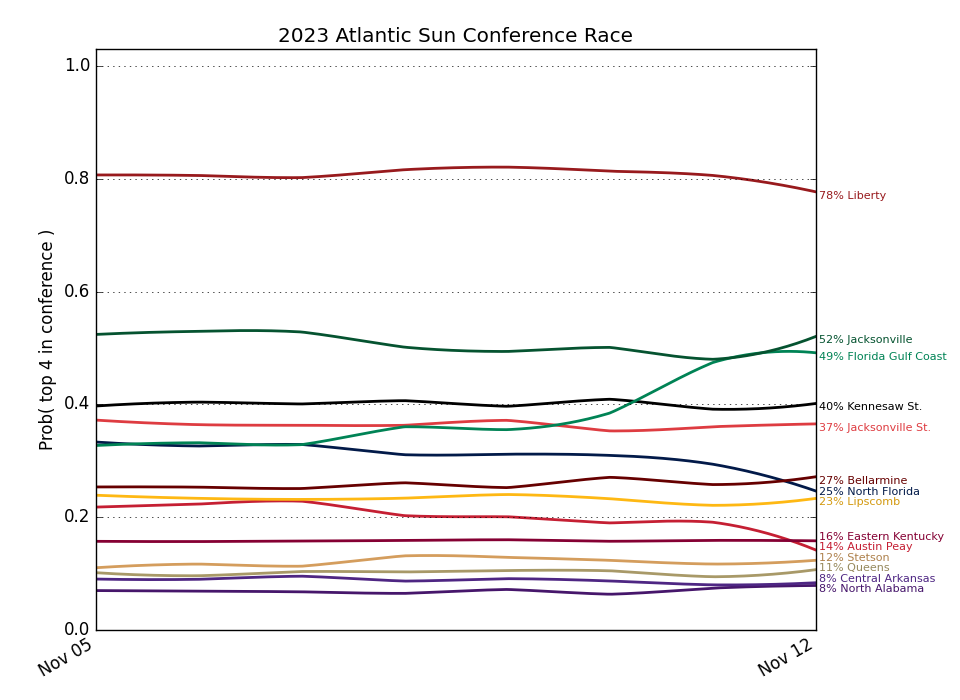 2023 Atlantic Sun Conference Race
Prob( top 4 in conference )
1.0
0.8
0.6
0.4
0.2
0.0
Nov 05
Nov 12
78% Liberty
52% Jacksonville
49% Florida Gulf Coast
40% Kennesaw St.
37% Jacksonville St.
27% Bellarmine
25% North Florida
23% Lipscomb
16% Eastern Kentucky
14% Austin Peay
12% Stetson
11% Queens
8% Central Arkansas
8% North Alabama